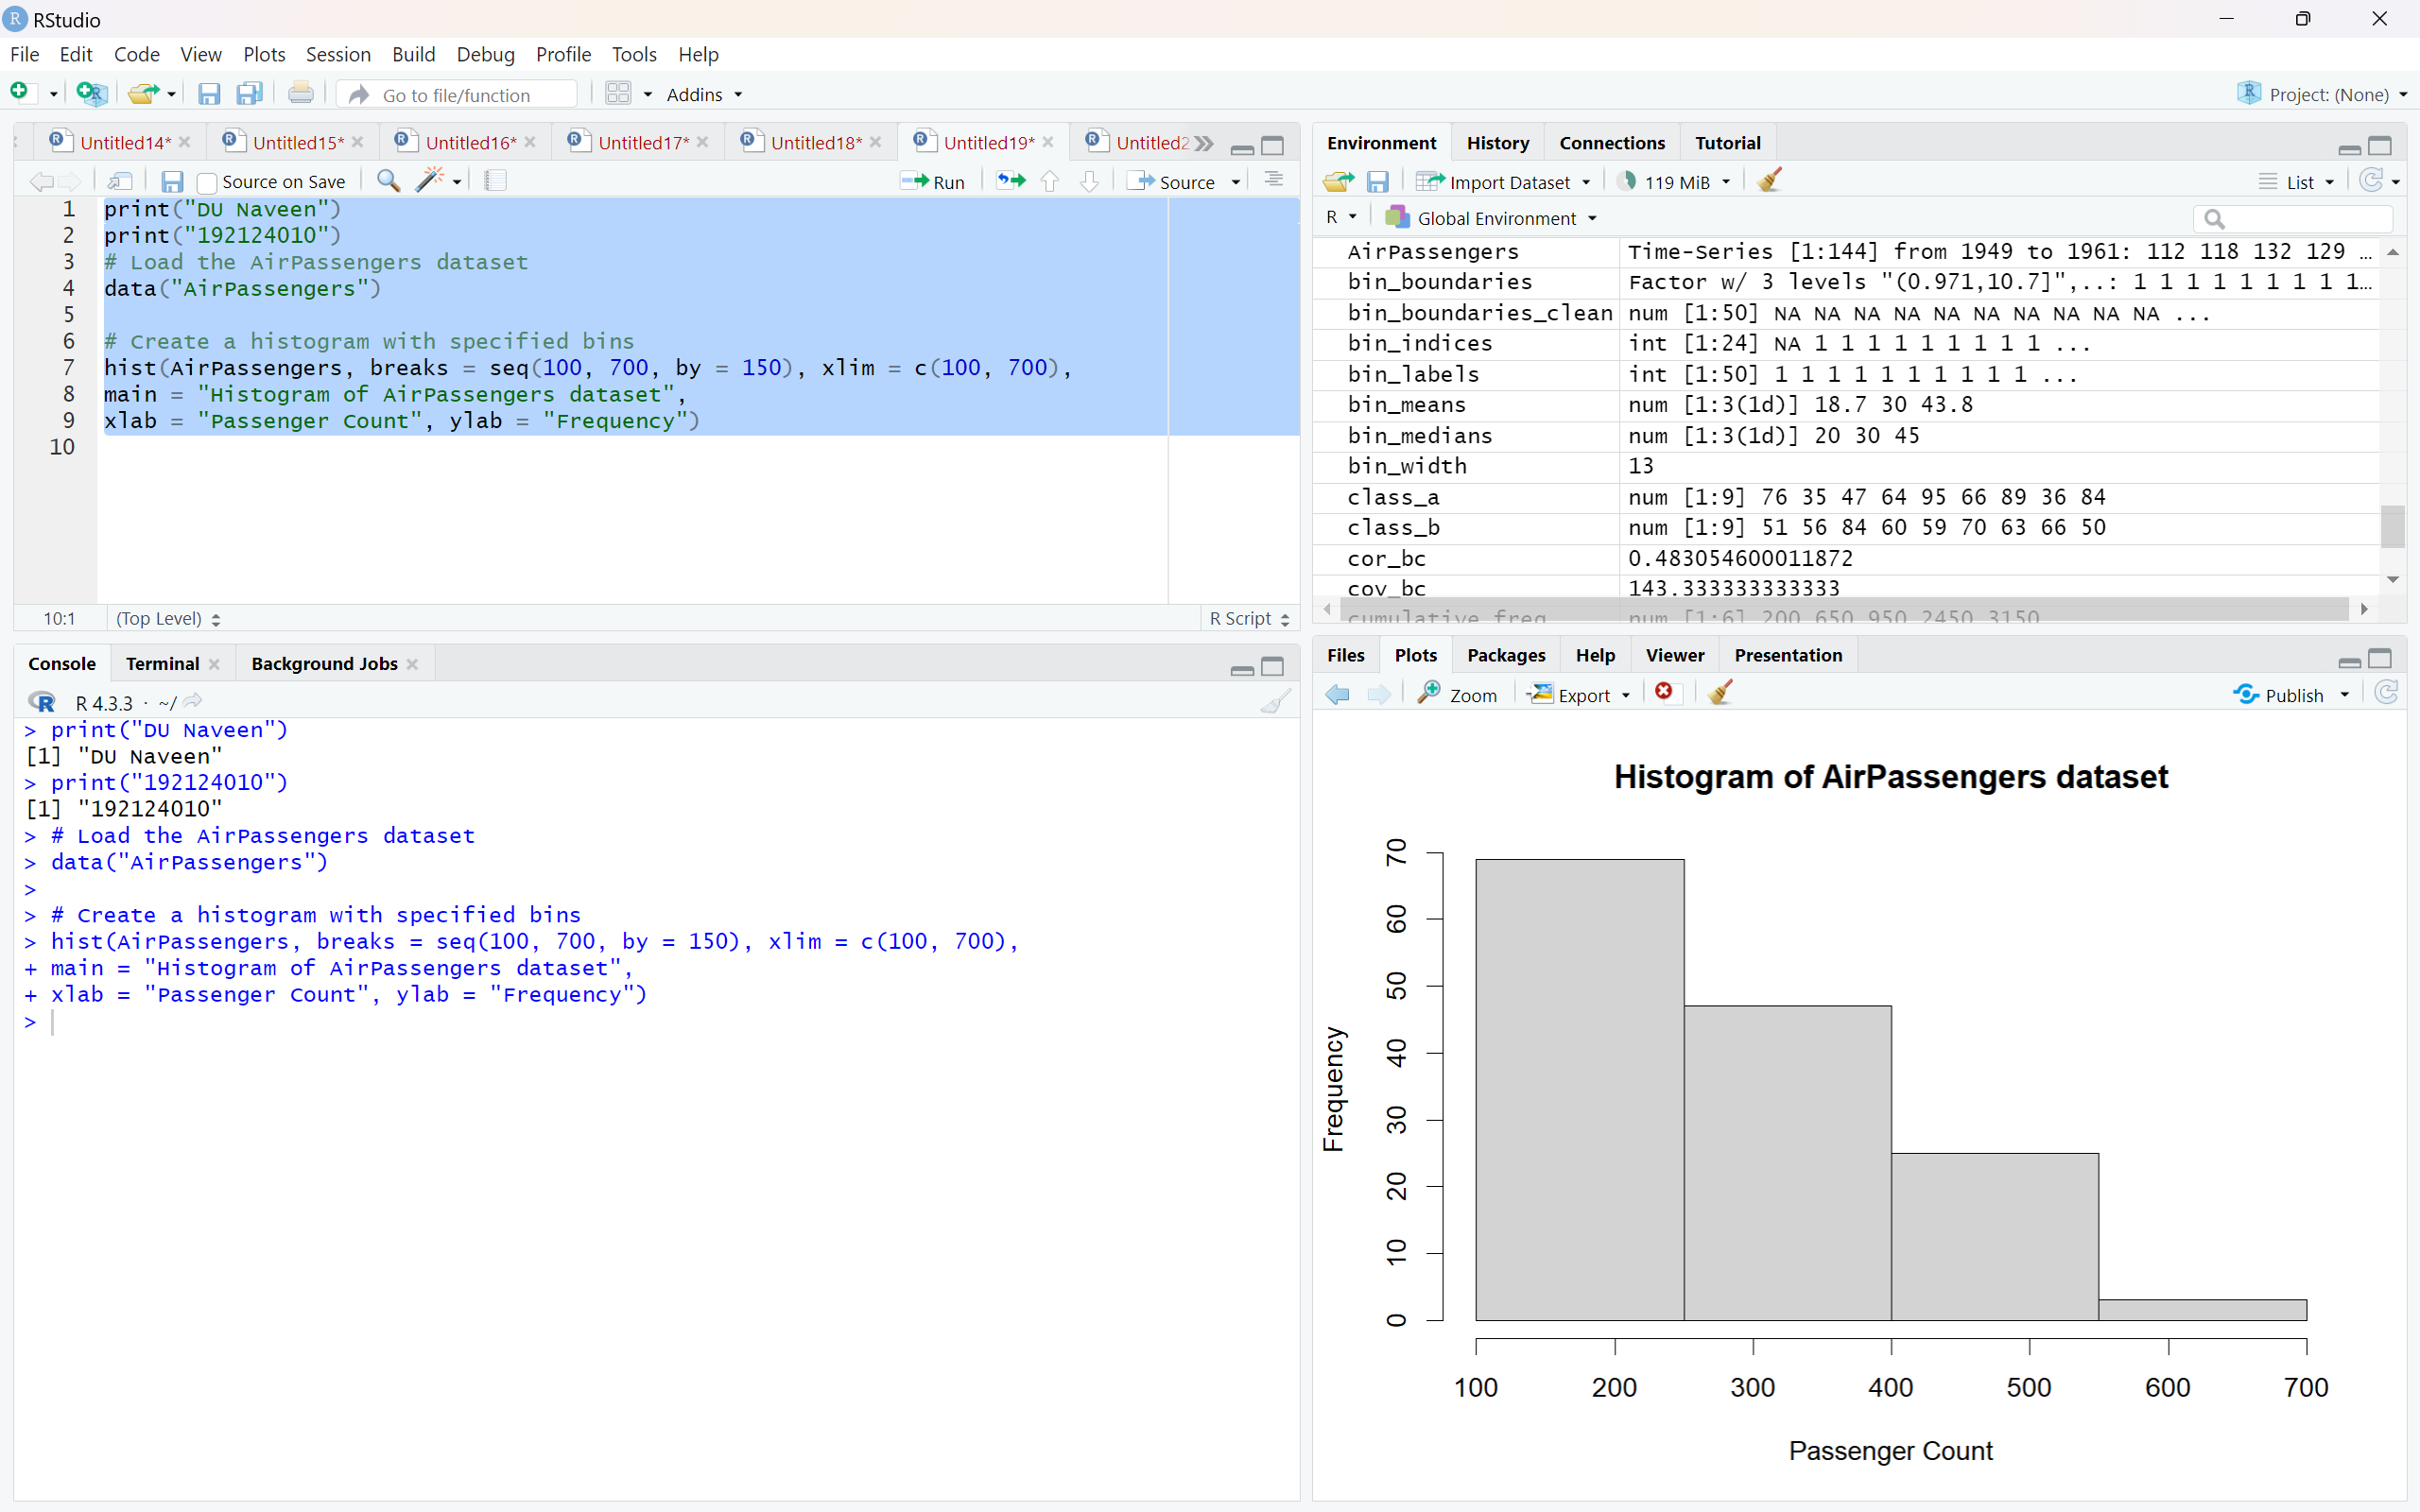 RStudio
File Edit Code View Plots Session Build Debug Profile Tools Help
Go to file/function Addins Project: (None)
Untitled14* Untitled15* Untitled16* Untitled17* Untitled18* Untitled19* Untitled2
Source on Save Run Source
1 print("DU Naveen")
2 print("192124010")
3 # Load the AirPassengers dataset
4 data("AirPassengers")
5
6 # Create a histogram with specified bins
7 hist(AirPassengers, breaks = seq(100, 700, by = 150), xlim = c(100, 700),
8 main = "Histogram of AirPassengers dataset",
9 xlab = "Passenger Count", ylab = "Frequency")
10
10:1 (Top Level) R Script
Console Terminal Background Jobs
R 4.3.3 · ~/
> print("DU Naveen")
[1] "DU Naveen"
> print("192124010")
[1] "192124010"
> # Load the AirPassengers dataset
> data("AirPassengers")
>
> # Create a histogram with specified bins
> hist(AirPassengers, breaks = seq(100, 700, by = 150), xlim = c(100, 700),
+ main = "Histogram of AirPassengers dataset",
+ xlab = "Passenger Count", ylab = "Frequency")
>
Environment History Connections Tutorial
Import Dataset 119 MiB List
R Global Environment
AirPassengers Time-Series [1:144] from 1949 to 1961: 112 118 132 129 …
bin_boundaries Factor w/ 3 levels "(0.971,10.7]",..: 1 1 1 1 1 1 1 1 1…
bin_boundaries_clean num [1:50] NA NA NA NA NA NA NA NA NA NA ...
bin_indices int [1:24] NA 1 1 1 1 1 1 1 1 1 ...
bin_labels int [1:50] 1 1 1 1 1 1 1 1 1 1 ...
bin_means num [1:3(1d)] 18.7 30 43.8
bin_medians num [1:3(1d)] 20 30 45
bin_width 13
class_a num [1:9] 76 35 47 64 95 66 89 36 84
class_b num [1:9] 51 56 84 60 59 70 63 66 50
cor_bc 0.483054600011872
cov_bc 143.333333333333
cumulative_freq num [1:6] 200 650 950 2450 3150
Files Plots Packages Help Viewer Presentation
Zoom Export Publish
Histogram of AirPassengers dataset
Frequency
70
60
50
40
30
20
10
0
100 200 300 400 500 600 700
Passenger Count